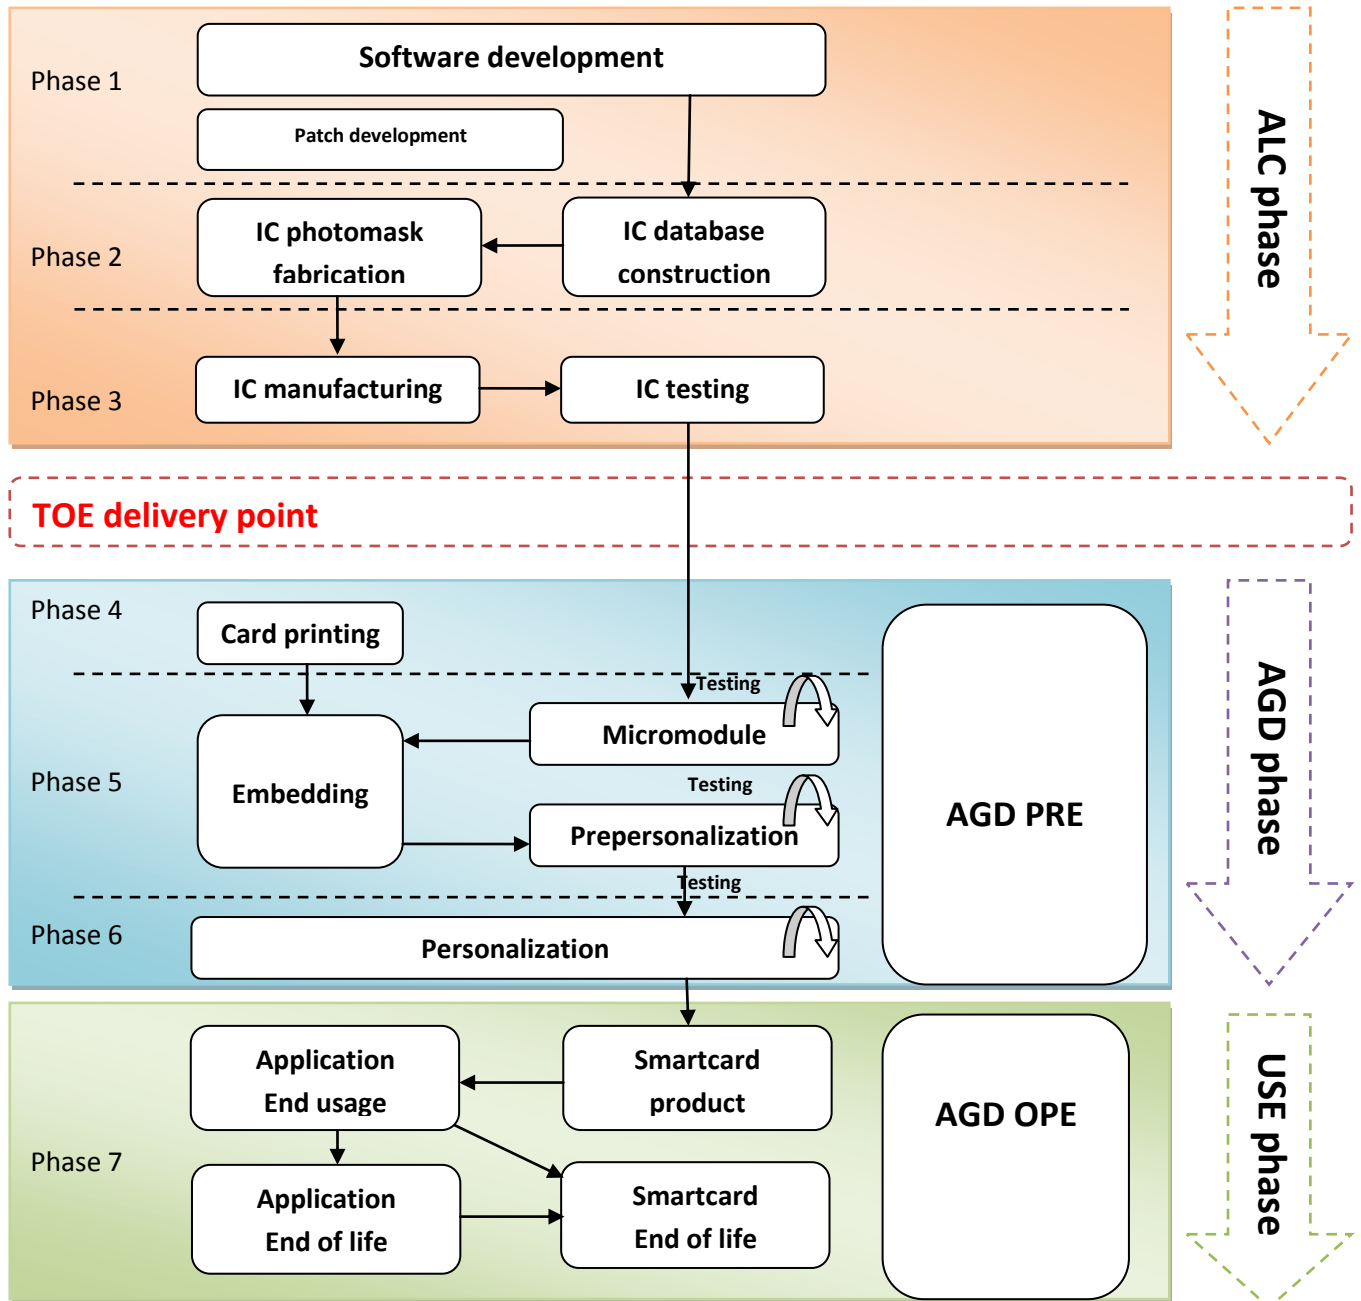 Phase 1
Software development
Patch development
ALC phase
Phase 2
IC photomask
fabrication
IC database
construction
Phase 3
IC manufacturing
IC testing
TOE delivery point
Phase 4
Card printing
Testing
Micromodule
AGD phase
Phase 5
Embedding
Testing
Prepersonalization
AGD PRE
Testing
Phase 6
Personalization
Application
End usage
Smartcard
product
AGD OPE
USE phase
Phase 7
Application
End of life
Smartcard
End of life